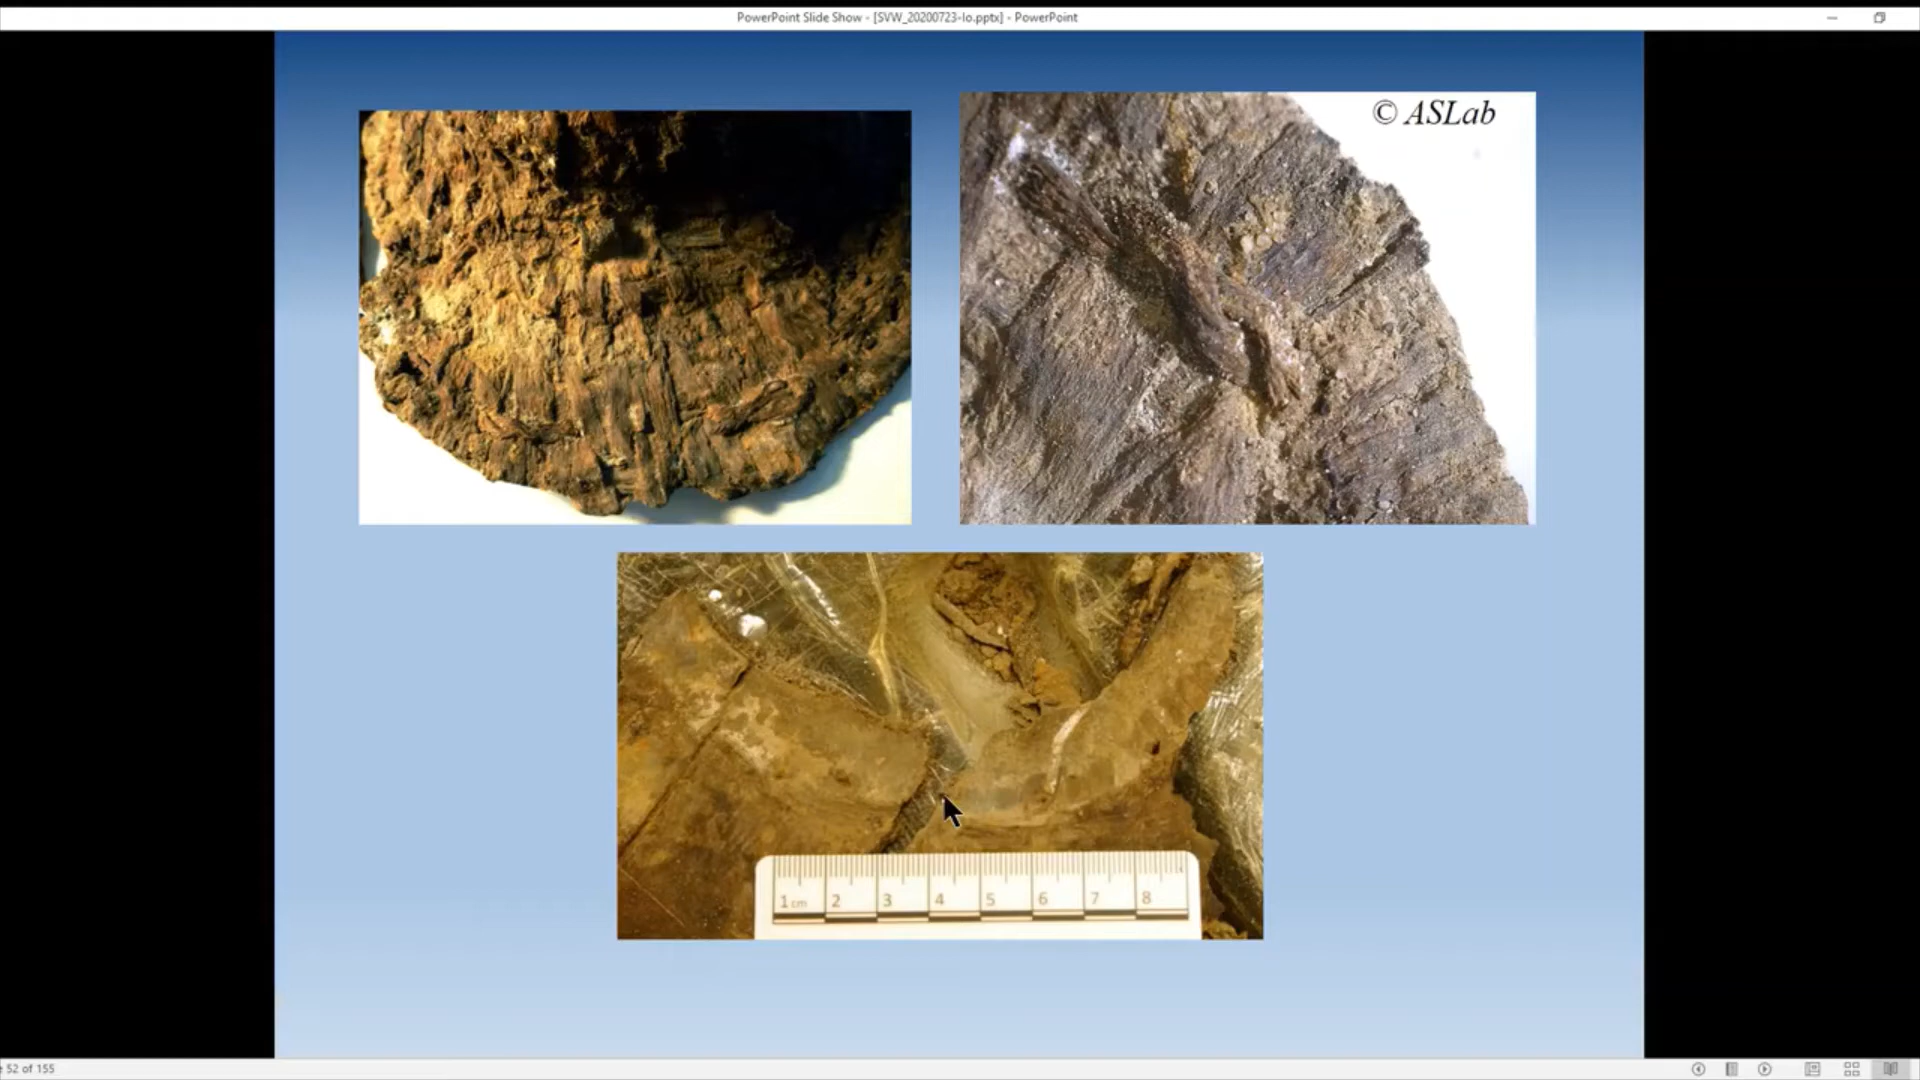 PowerPoint Slide Show - [SVW_20200723-lo.pptx] - PowerPoint
© ASLab
1 cm 2 3 4 5 6 7 8
52 of 155